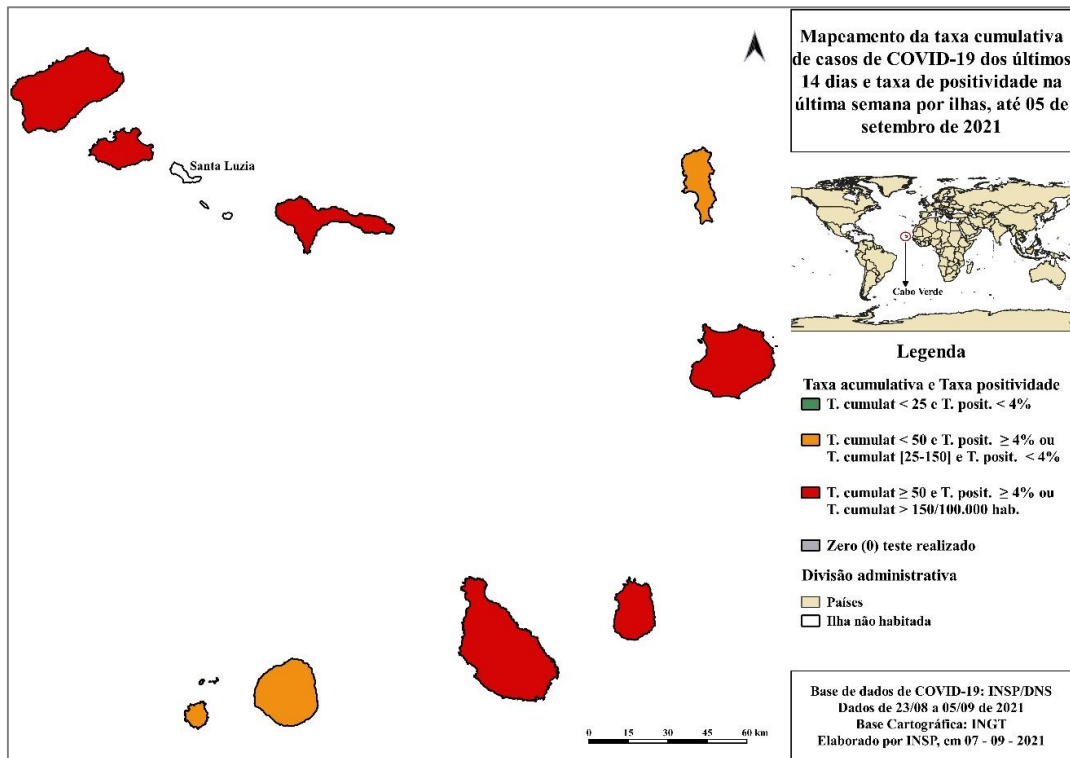 Mapeamento da taxa cumulativa
de casos de COVID-19 dos últimos
14 dias e taxa de positividade na
última semana por ilhas, até 05 de
setembro de 2021
Santa Luzia
Cabo Verde
Legenda
Taxa acumulativa e Taxa positividade
T. cumulat < 25 e T. posit. < 4%
T. cumulat < 50 e T. posit. ≥ 4% ou
T. cumulat [25-150] e T. posit. < 4%
T. cumulat ≥ 50 e T. posit. ≥ 4% ou
T. cumulat > 150/100.000 hab.
Zero (0) teste realizado
Divisão administrativa
Países
Ilha não habitada
0 15 30 45 60 km
Base de dados de COVID-19: INSP/DNS
Dados de 23/08 a 05/09 de 2021
Base Cartográfica: INGT
Elaborado por INSP, em 07 - 09 - 2021